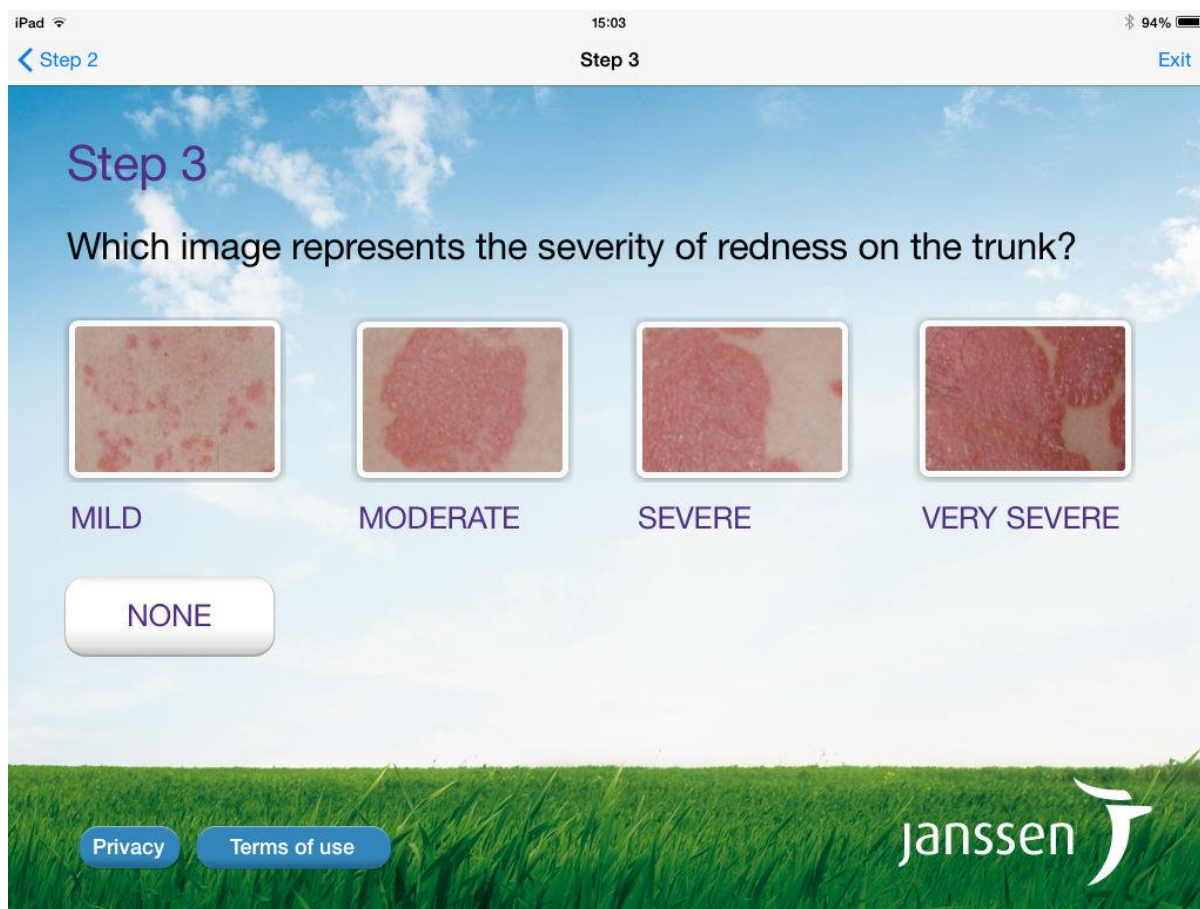 iPad 15:03 94%
Step 2 Step 3 Exit
Step 3
Which image represents the severity of redness on the trunk?
MILD MODERATE SEVERE VERY SEVERE
NONE
Privacy Terms of use
janssen